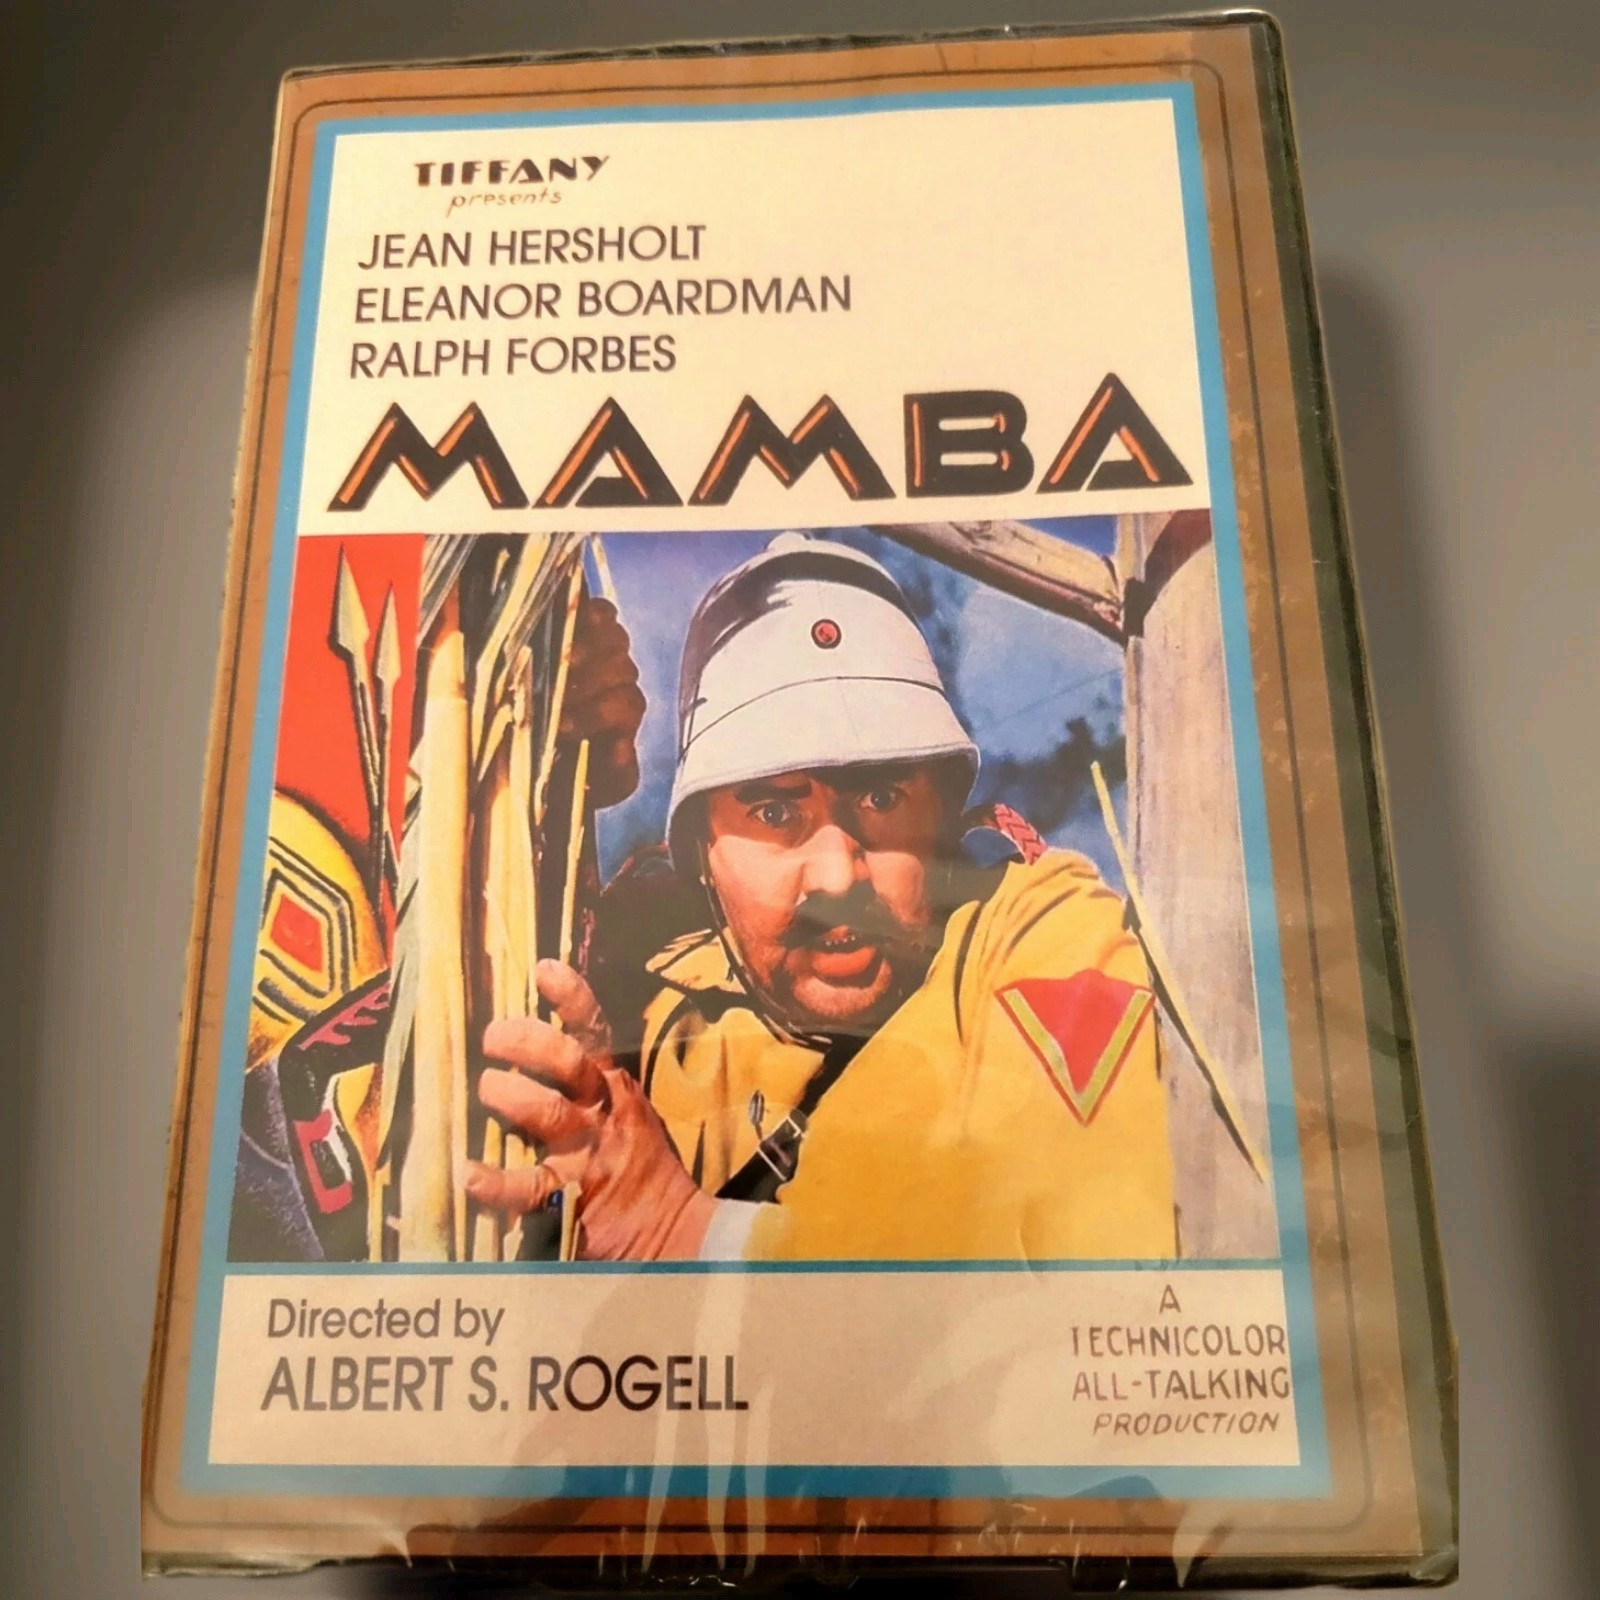 TIFFANY
presents
JEAN HERSHOLT
ELEANOR BOARDMAN
RALPH FORBES
MAMBA
Directed by
ALBERT S. ROGELL
A
TECHNICOLOR
ALL-TALKING
PRODUCTION